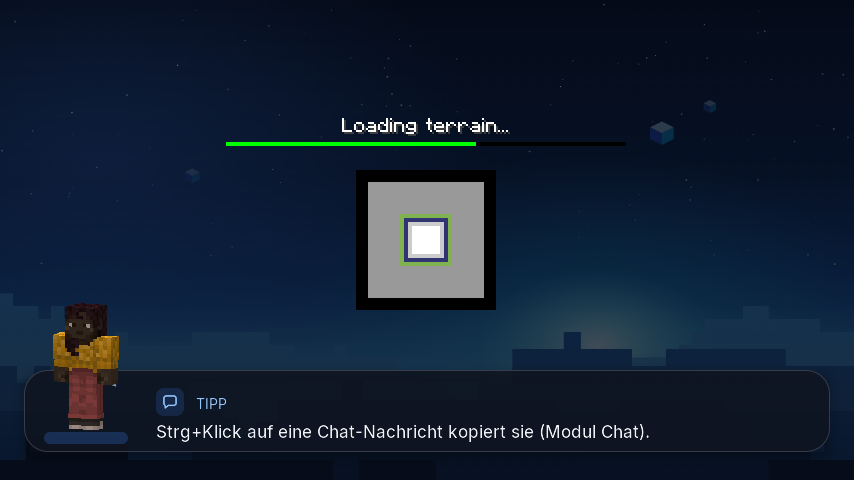 Loading terrain...
TIPP
Strg+Klick auf eine Chat-Nachricht kopiert sie (Modul Chat).